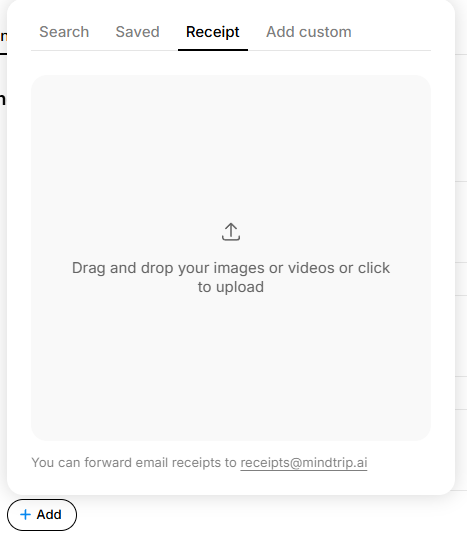 Search Saved Receipt Add custom
Drag and drop your images or videos or click
to upload
You can forward email receipts to receipts@mindtrip.ai
+ Add